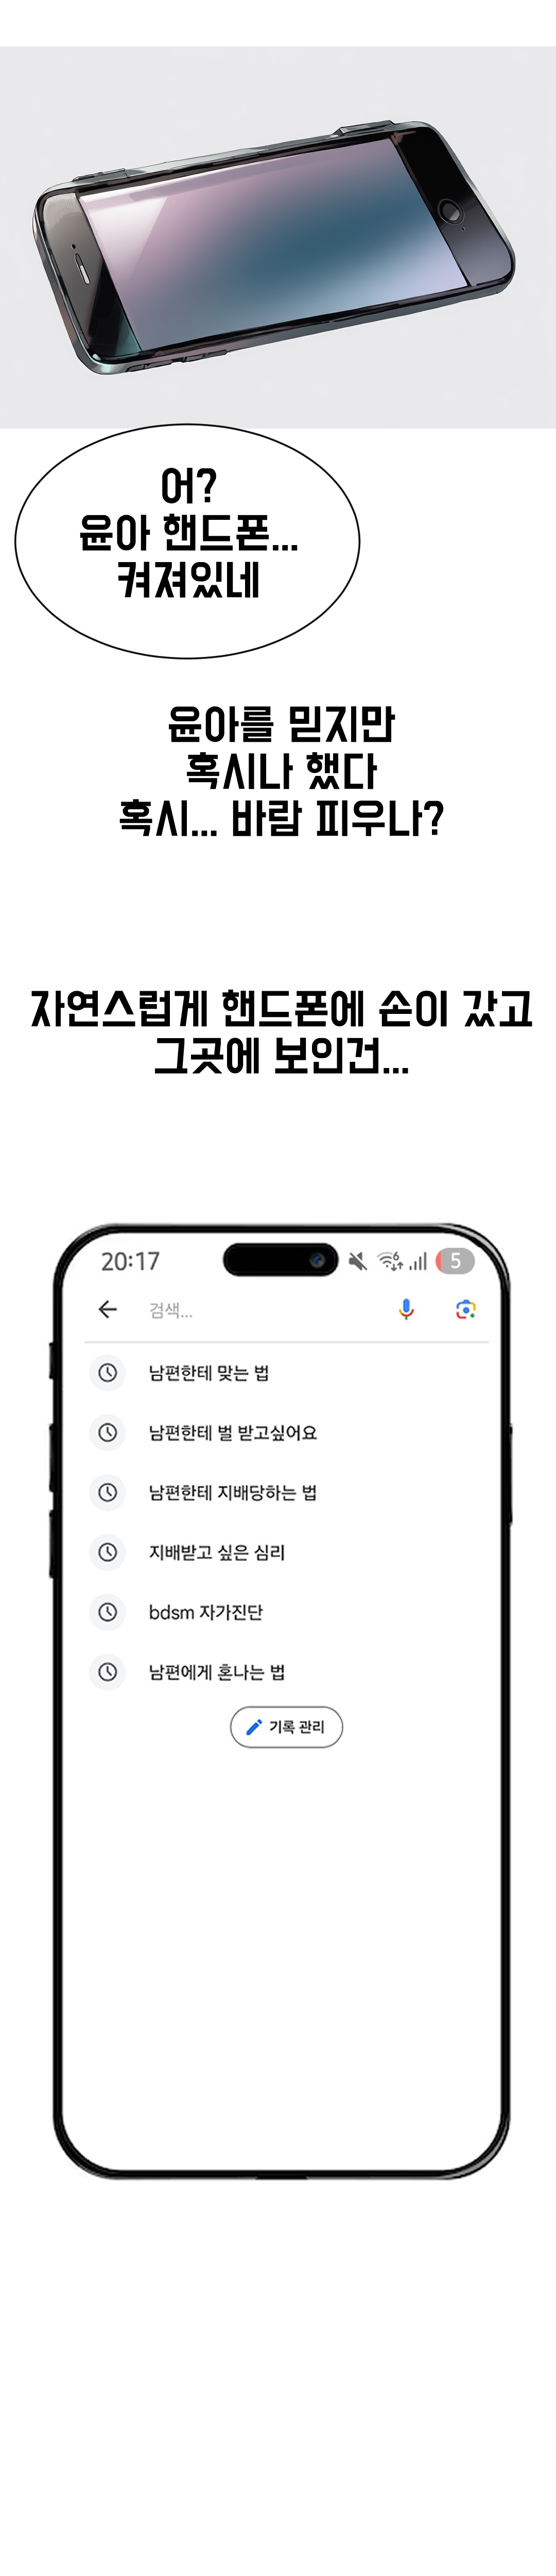 어?
윤아 핸드폰...
켜져있네
윤아를 믿지만
혹시나 했다
혹시... 바람 피우나?
자연스럽게 핸드폰에 손이 갔고
그곳에 보인건...
20:17 6 5
검색...
남편한테 맞는 법
남편한테 벌 받고싶어요
남편한테 지배당하는 법
지배받고 싶은 심리
bdsm 자가진단
남편에게 혼나는 법
기록 관리